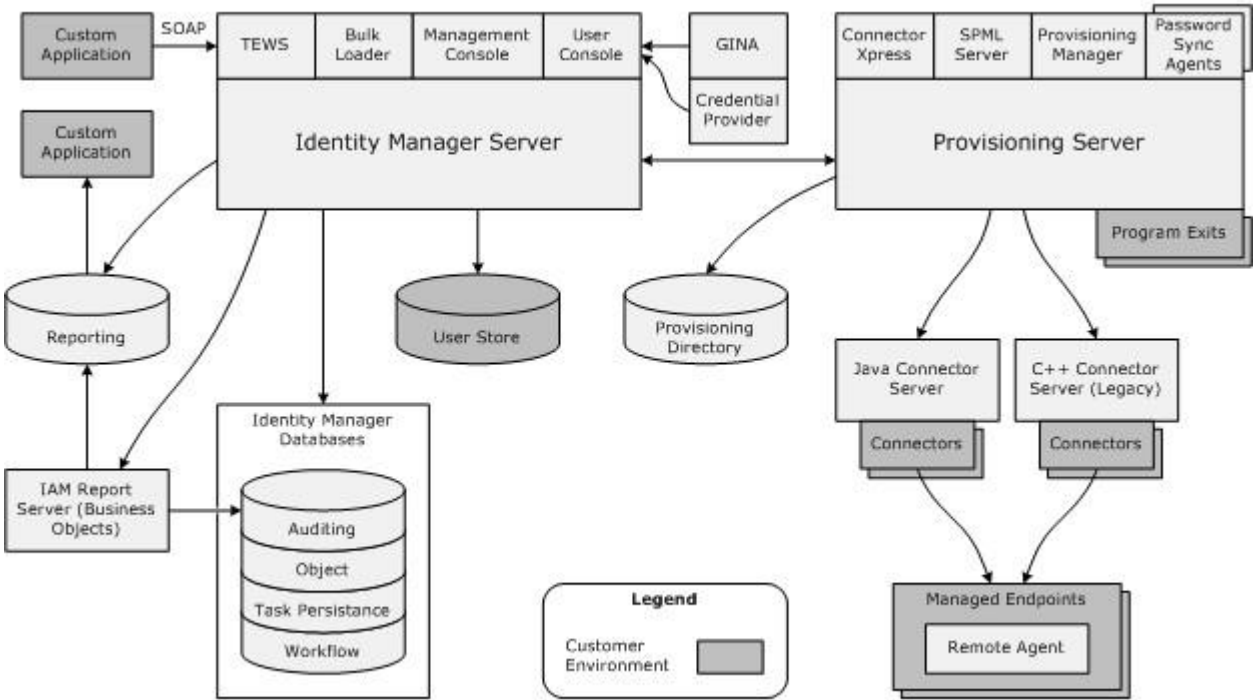 Custom
Application
SOAP
TEWS
Bulk
Loader
Management
Console
User
Console
GINA
Credential
Provider
Connector
Xpress
SPML
Server
Provisioning
Manager
Password
Sync
Agents
Custom
Application
Identity Manager Server
Provisioning Server
Program Exits
Reporting
User Store
Provisioning
Directory
Java Connector
Server
C++ Connector
Server (Legacy)
Connectors
Connectors
Identity Manager
Databases
IAM Report
Server (Business
Objects)
Auditing
Object
Task Persistance
Workflow
Legend
Customer
Environment
Managed Endpoints
Remote Agent